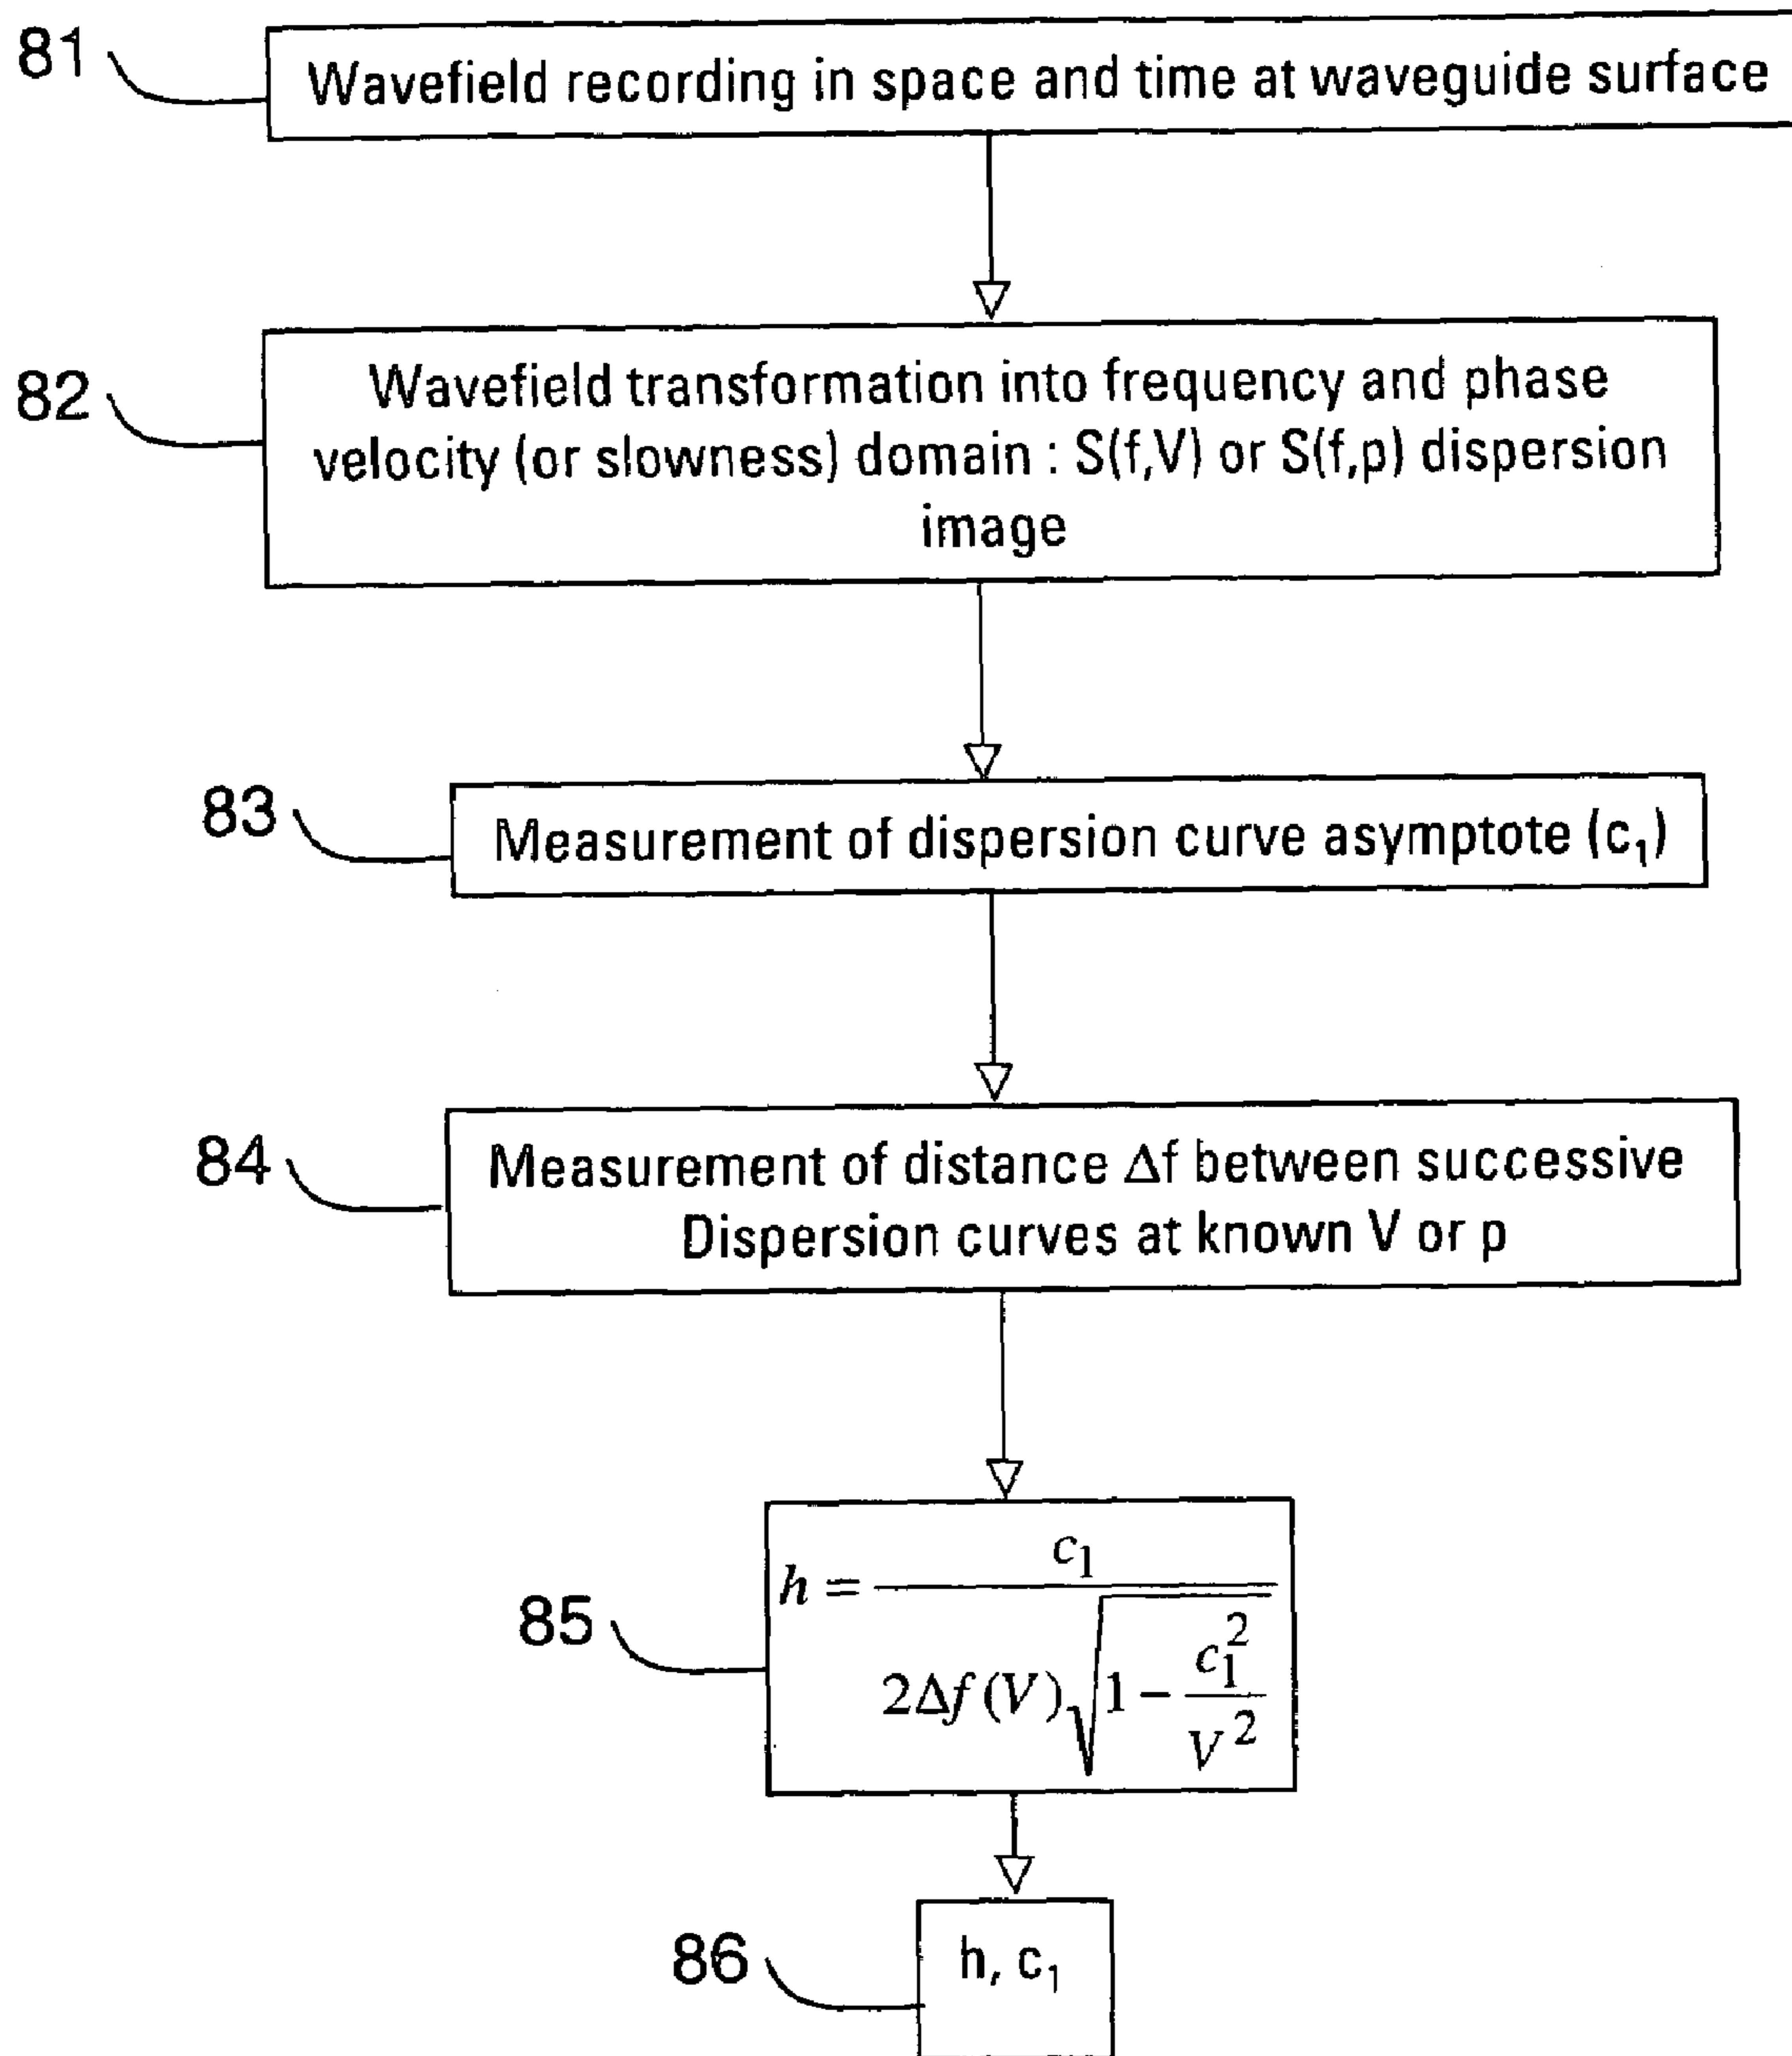 81
Wavefield recording in space and time at waveguide surface
82
Wavefield transformation into frequency and phase
velocity (or slowness) domain : S(f,V) or S(f,p) dispersion
image
83
Measurement of dispersion curve asymptote (c₁)
84
Measurement of distance Δf between successive
Dispersion curves at known V or p
85
h = c₁ / (2Δf(V)√(1 − c₁²/V²))
86
h, c₁